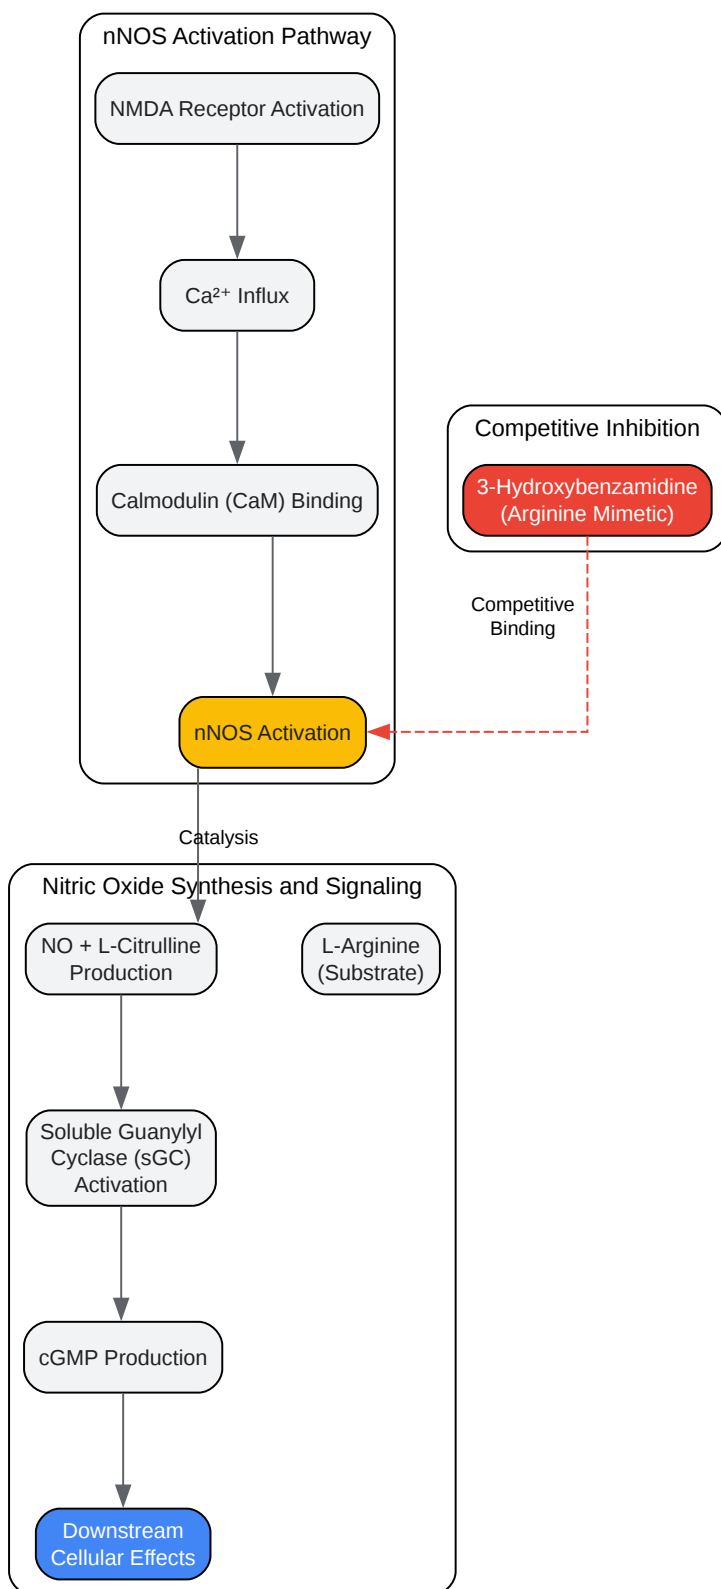 nNOS Activation Pathway
NMDA Receptor Activation
Ca²⁺ Influx
Competitive Inhibition
Calmodulin (CaM) Binding
3-Hydroxybenzamidine
(Arginine Mimetic)
Competitive
Binding
nNOS Activation
Catalysis
Nitric Oxide Synthesis and Signaling
NO + L-Citrulline
Production
L-Arginine
(Substrate)
Soluble Guanylyl
Cyclase (sGC)
Activation
cGMP Production
Downstream
Cellular Effects